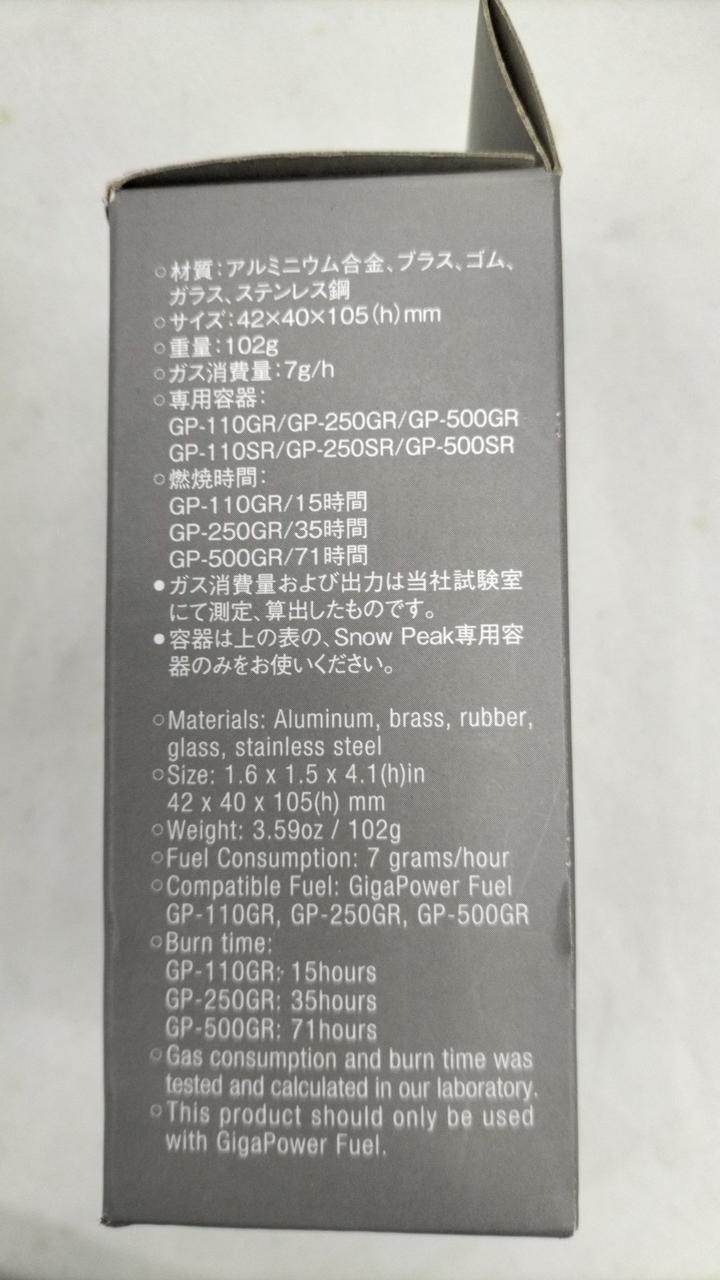 ○材質：アルミニウム合金、ブラス、ゴム、
ガラス、ステンレス鋼
○サイズ：42×40×105(h)mm
○重量：102g
○ガス消費量：7g/h
○専用容器：
GP-110GR/GP-250GR/GP-500GR
GP-110SR/GP-250SR/GP-500SR
○燃焼時間：
GP-110GR/15時間
GP-250GR/35時間
GP-500GR/71時間
●ガス消費量および出力は当社試験室
にて測定、算出したものです。
●容器は上の表の、Snow Peak専用容
器のみをお使いください。
○Materials: Aluminum, brass, rubber,
glass, stainless steel
○Size: 1.6 x 1.5 x 4.1(h)in
42 x 40 x 105(h) mm
○Weight: 3.59oz / 102g
○Fuel Consumption: 7 grams/hour
○Compatible Fuel: GigaPower Fuel
GP-110GR, GP-250GR, GP-500GR
○Burn time:
GP-110GR: 15hours
GP-250GR: 35hours
GP-500GR: 71hours
○Gas consumption and burn time was
tested and calculated in our laboratory.
○This product should only be used
with GigaPower Fuel.